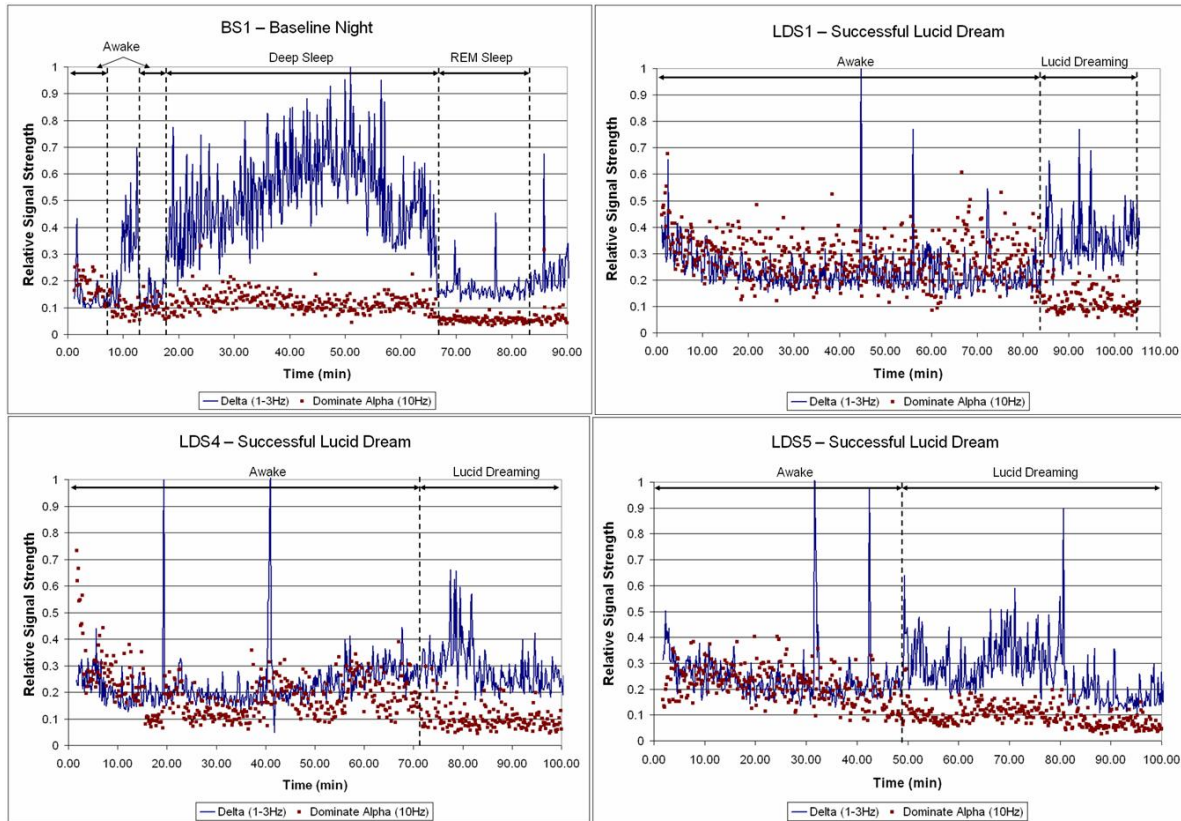 BS1 – Baseline Night
Awake
Deep Sleep
REM Sleep
Relative Signal Strength
1
0.9
0.8
0.7
0.6
0.5
0.4
0.3
0.2
0.1
0
0.00 10.00 20.00 30.00 40.00 50.00 60.00 70.00 80.00 90.00
Time (min)
Delta (1-3Hz) Dominate Alpha (10Hz)
LDS1 – Successful Lucid Dream
Awake
Lucid Dreaming
Relative Signal Strength
1
0.9
0.8
0.7
0.6
0.5
0.4
0.3
0.2
0.1
0
0.00 10.00 20.00 30.00 40.00 50.00 60.00 70.00 80.00 90.00 100.00 110.00
Time (min)
Delta (1-3Hz) Dominate Alpha (10Hz)
LDS4 – Successful Lucid Dream
Awake
Lucid Dreaming
Relative Signal Strength
1
0.9
0.8
0.7
0.6
0.5
0.4
0.3
0.2
0.1
0
0.00 10.00 20.00 30.00 40.00 50.00 60.00 70.00 80.00 90.00 100.00
Time (min)
Delta (1-3Hz) Dominate Alpha (10Hz)
LDS5 – Successful Lucid Dream
Awake
Lucid Dreaming
Relative Signal Strength
1
0.9
0.8
0.7
0.6
0.5
0.4
0.3
0.2
0.1
0
0.00 10.00 20.00 30.00 40.00 50.00 60.00 70.00 80.00 90.00 100.00
Time (min)
Delta (1-3Hz) Dominate Alpha (10Hz)